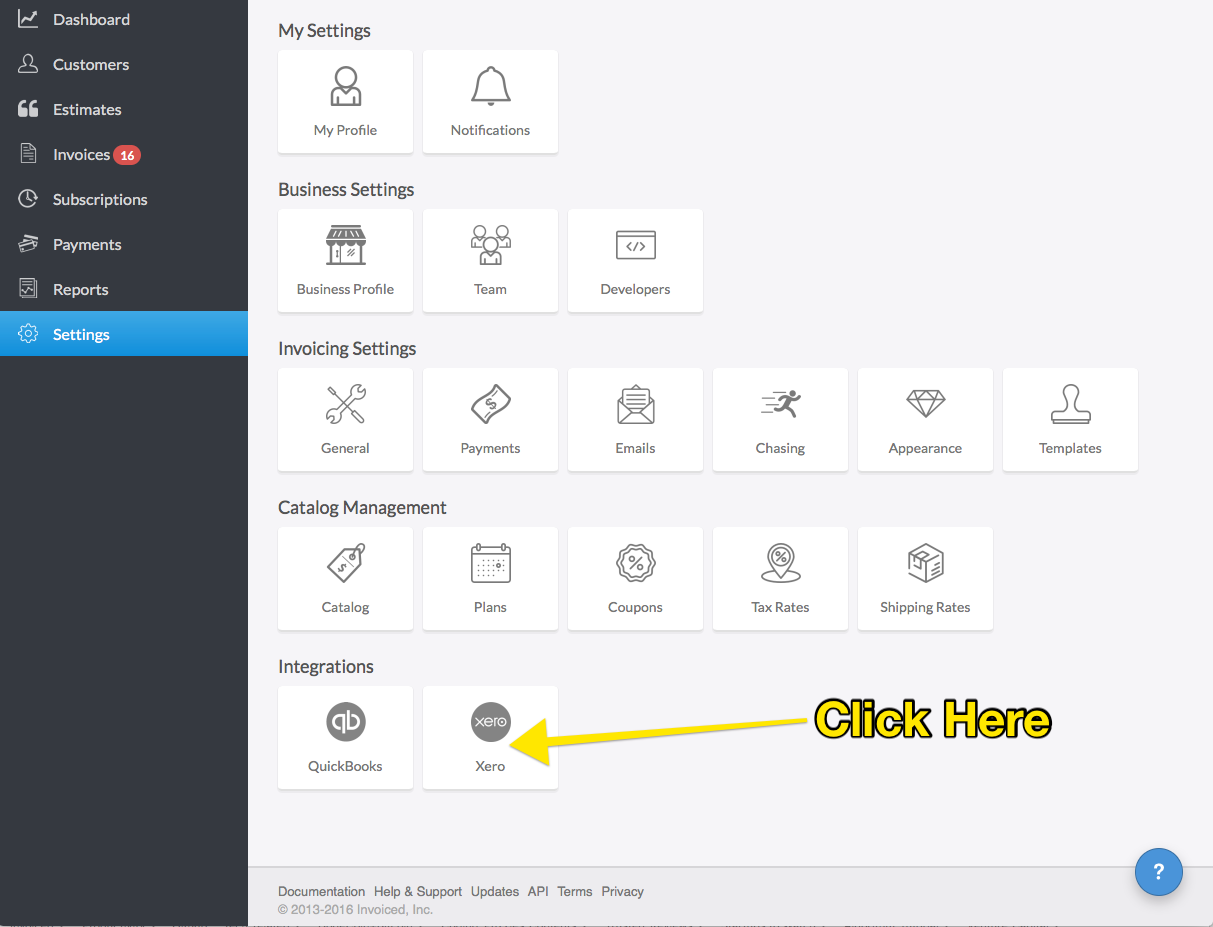 Dashboard
Customers
Estimates
Invoices 16
Subscriptions
Payments
Reports
Settings
My Settings
My Profile
Notifications
Business Settings
Business Profile
Team
</>
Developers
Invoicing Settings
General
$
Payments
Emails
Chasing
Appearance
Templates
Catalog Management
$
Catalog
Plans
%
Coupons
%
Tax Rates
Shipping Rates
Integrations
qb
QuickBooks
xero
Xero
Click Here
?
Documentation Help & Support Updates API Terms Privacy
© 2013-2016 Invoiced, Inc.